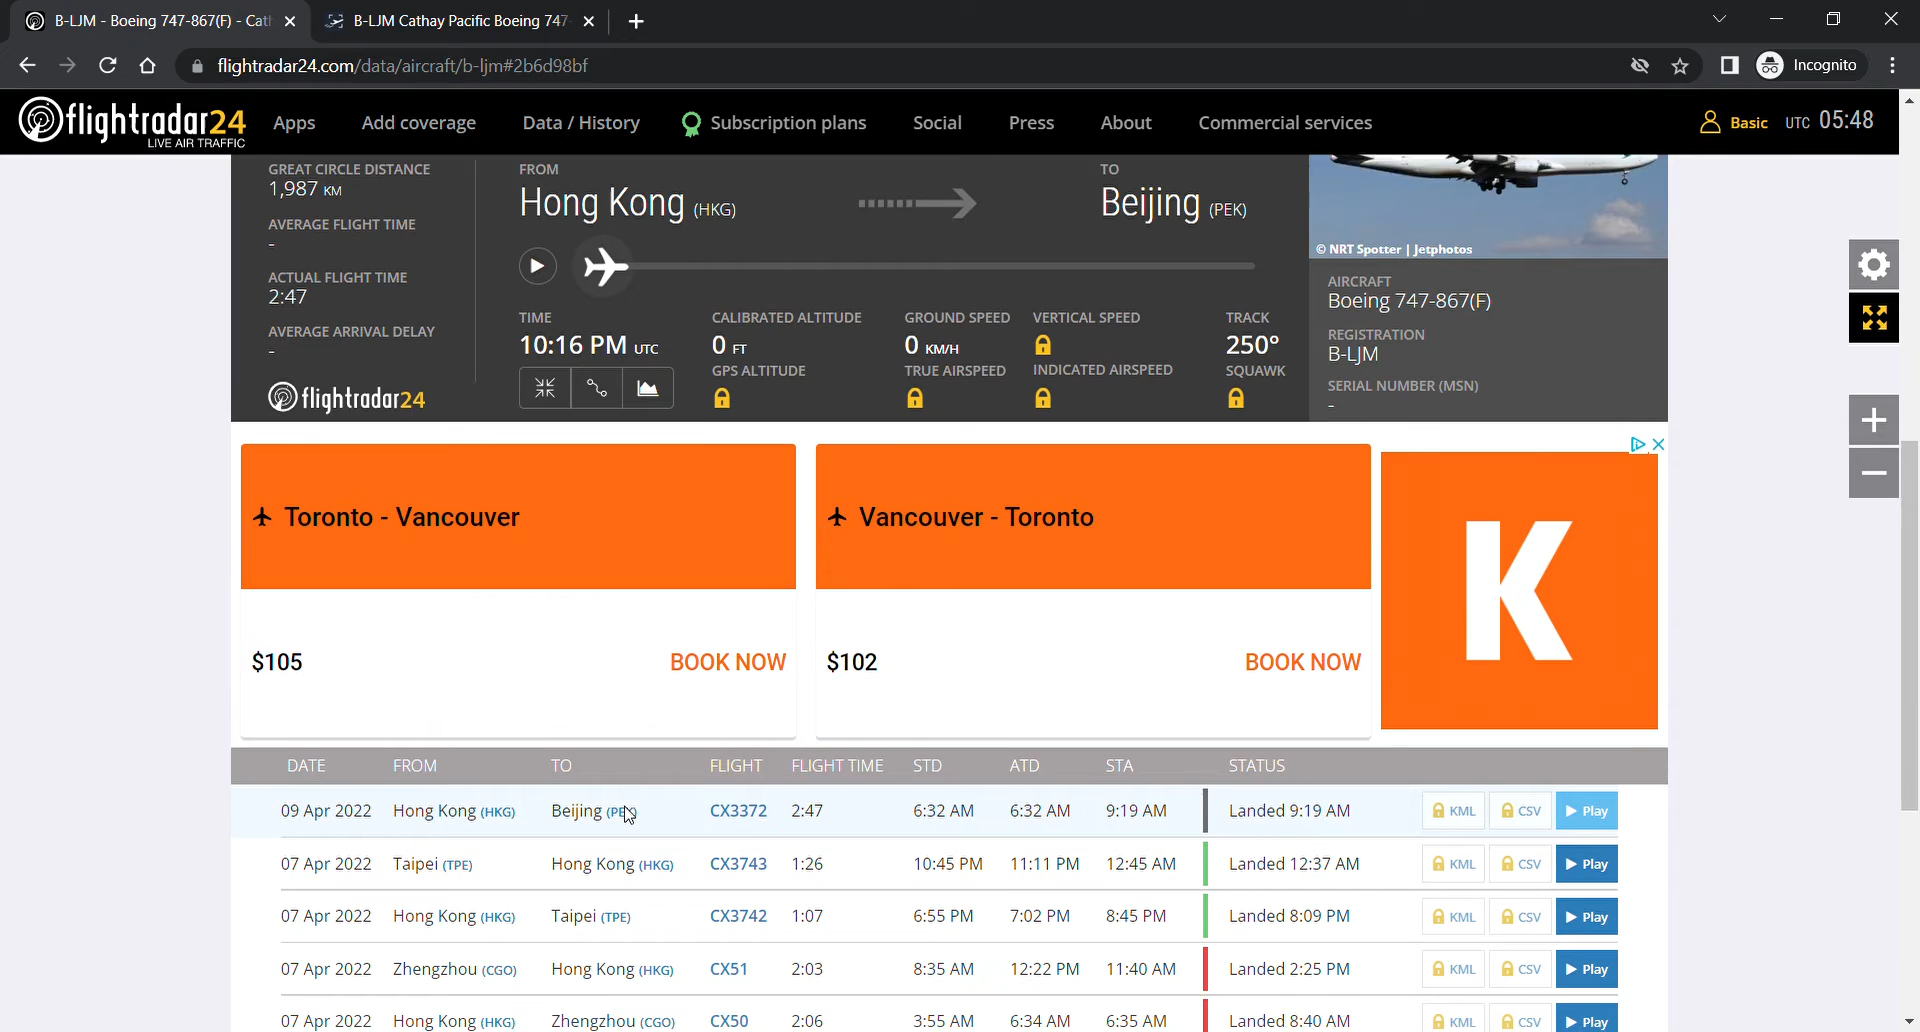 B-LJM - Boeing 747-867(F) - Cath
B-LJM Cathay Pacific Boeing 747-
flightradar24.com/data/aircraft/b-ljm#2b6d98bf
Incognito
flightradar24
LIVE AIR TRAFFIC
Apps
Add coverage
Data / History
Subscription plans
Social
Press
About
Commercial services
Basic
UTC 05:48
GREAT CIRCLE DISTANCE
1,987 KM
AVERAGE FLIGHT TIME
-
ACTUAL FLIGHT TIME
2:47
AVERAGE ARRIVAL DELAY
-
flightradar24
FROM
Hong Kong (HKG)
TO
Beijing (PEK)
TIME
10:16 PM UTC
CALIBRATED ALTITUDE
0 FT
GPS ALTITUDE
GROUND SPEED
0 KM/H
TRUE AIRSPEED
VERTICAL SPEED
INDICATED AIRSPEED
TRACK
250°
SQUAWK
© NRT Spotter | Jetphotos
AIRCRAFT
Boeing 747-867(F)
REGISTRATION
B-LJM
SERIAL NUMBER (MSN)
-
Toronto - Vancouver
$105
BOOK NOW
Vancouver - Toronto
$102
BOOK NOW
K
DATE FROM TO FLIGHT FLIGHT TIME STD ATD STA STATUS
09 Apr 2022 Hong Kong (HKG) Beijing (PEK) CX3372 2:47 6:32 AM 6:32 AM 9:19 AM Landed 9:19 AM KML CSV Play
07 Apr 2022 Taipei (TPE) Hong Kong (HKG) CX3743 1:26 10:45 PM 11:11 PM 12:45 AM Landed 12:37 AM KML CSV Play
07 Apr 2022 Hong Kong (HKG) Taipei (TPE) CX3742 1:07 6:55 PM 7:02 PM 8:45 PM Landed 8:09 PM KML CSV Play
07 Apr 2022 Zhengzhou (CGO) Hong Kong (HKG) CX51 2:03 8:35 AM 12:22 PM 11:40 AM Landed 2:25 PM KML CSV Play
07 Apr 2022 Hong Kong (HKG) Zhengzhou (CGO) CX50 2:06 3:55 AM 6:34 AM 6:35 AM Landed 8:40 AM KML CSV Play